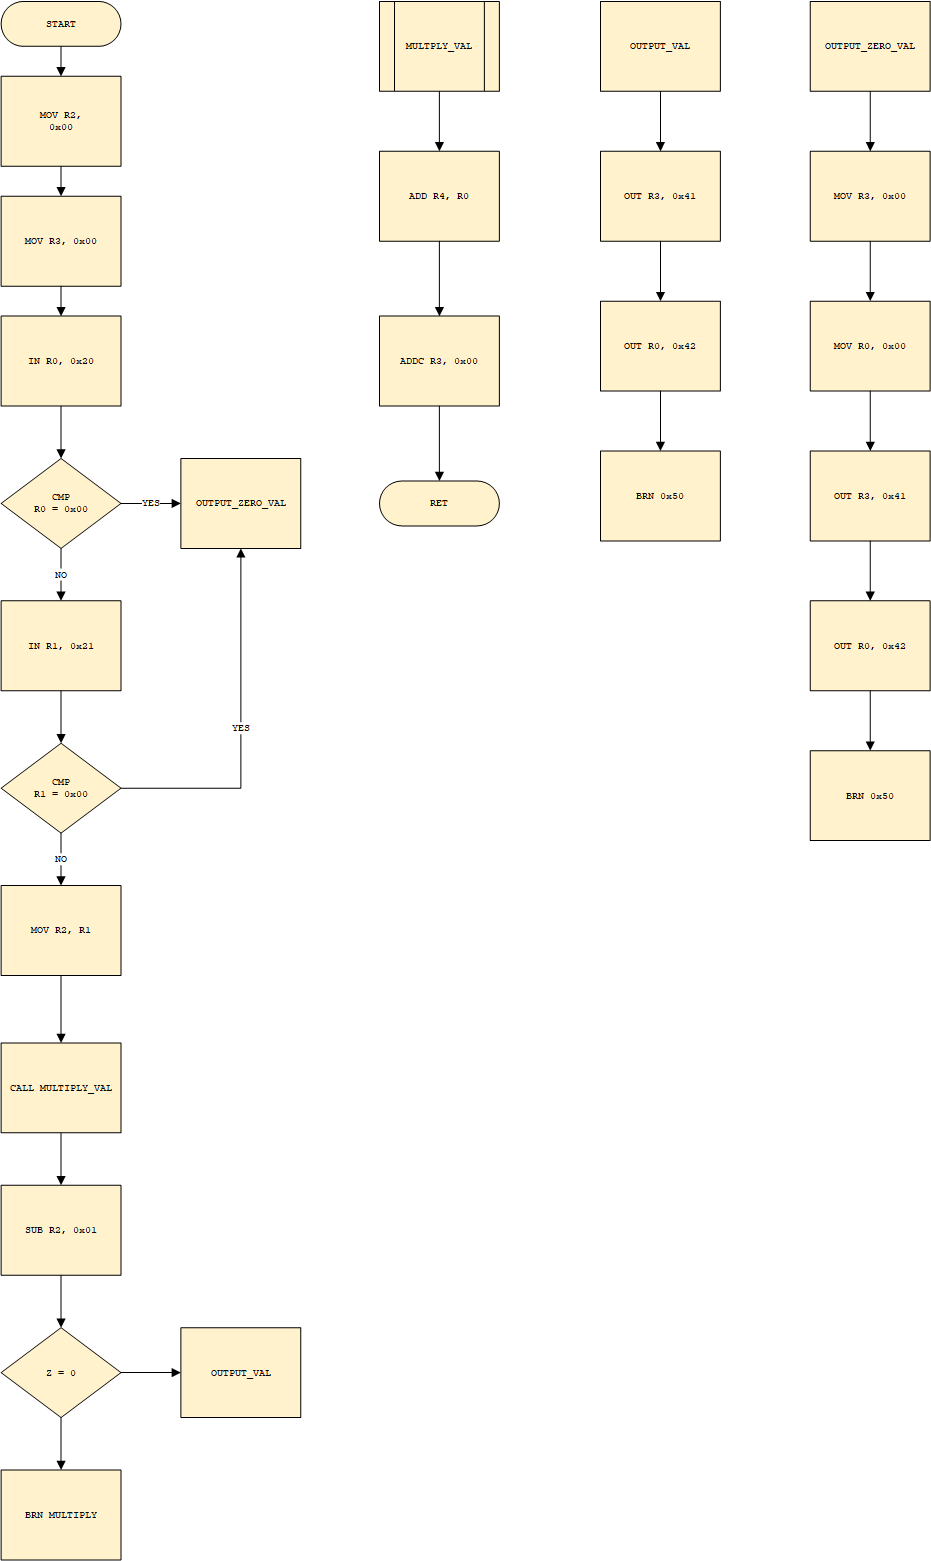 START
MOV R2,
0x00
MOV R3, 0x00
IN R0, 0x20
CMP
R0 = 0x00
YES
OUTPUT_ZERO_VAL
NO
IN R1, 0x21
YES
CMP
R1 = 0x00
NO
MOV R2, R1
CALL MULTIPLY_VAL
SUB R2, 0x01
Z = 0
OUTPUT_VAL
BRN MULTIPLY
MULTPLY_VAL
ADD R4, R0
ADDC R3, 0x00
RET
OUTPUT_VAL
OUT R3, 0x41
OUT R0, 0x42
BRN 0x50
OUTPUT_ZERO_VAL
MOV R3, 0x00
MOV R0, 0x00
OUT R3, 0x41
OUT R0, 0x42
BRN 0x50